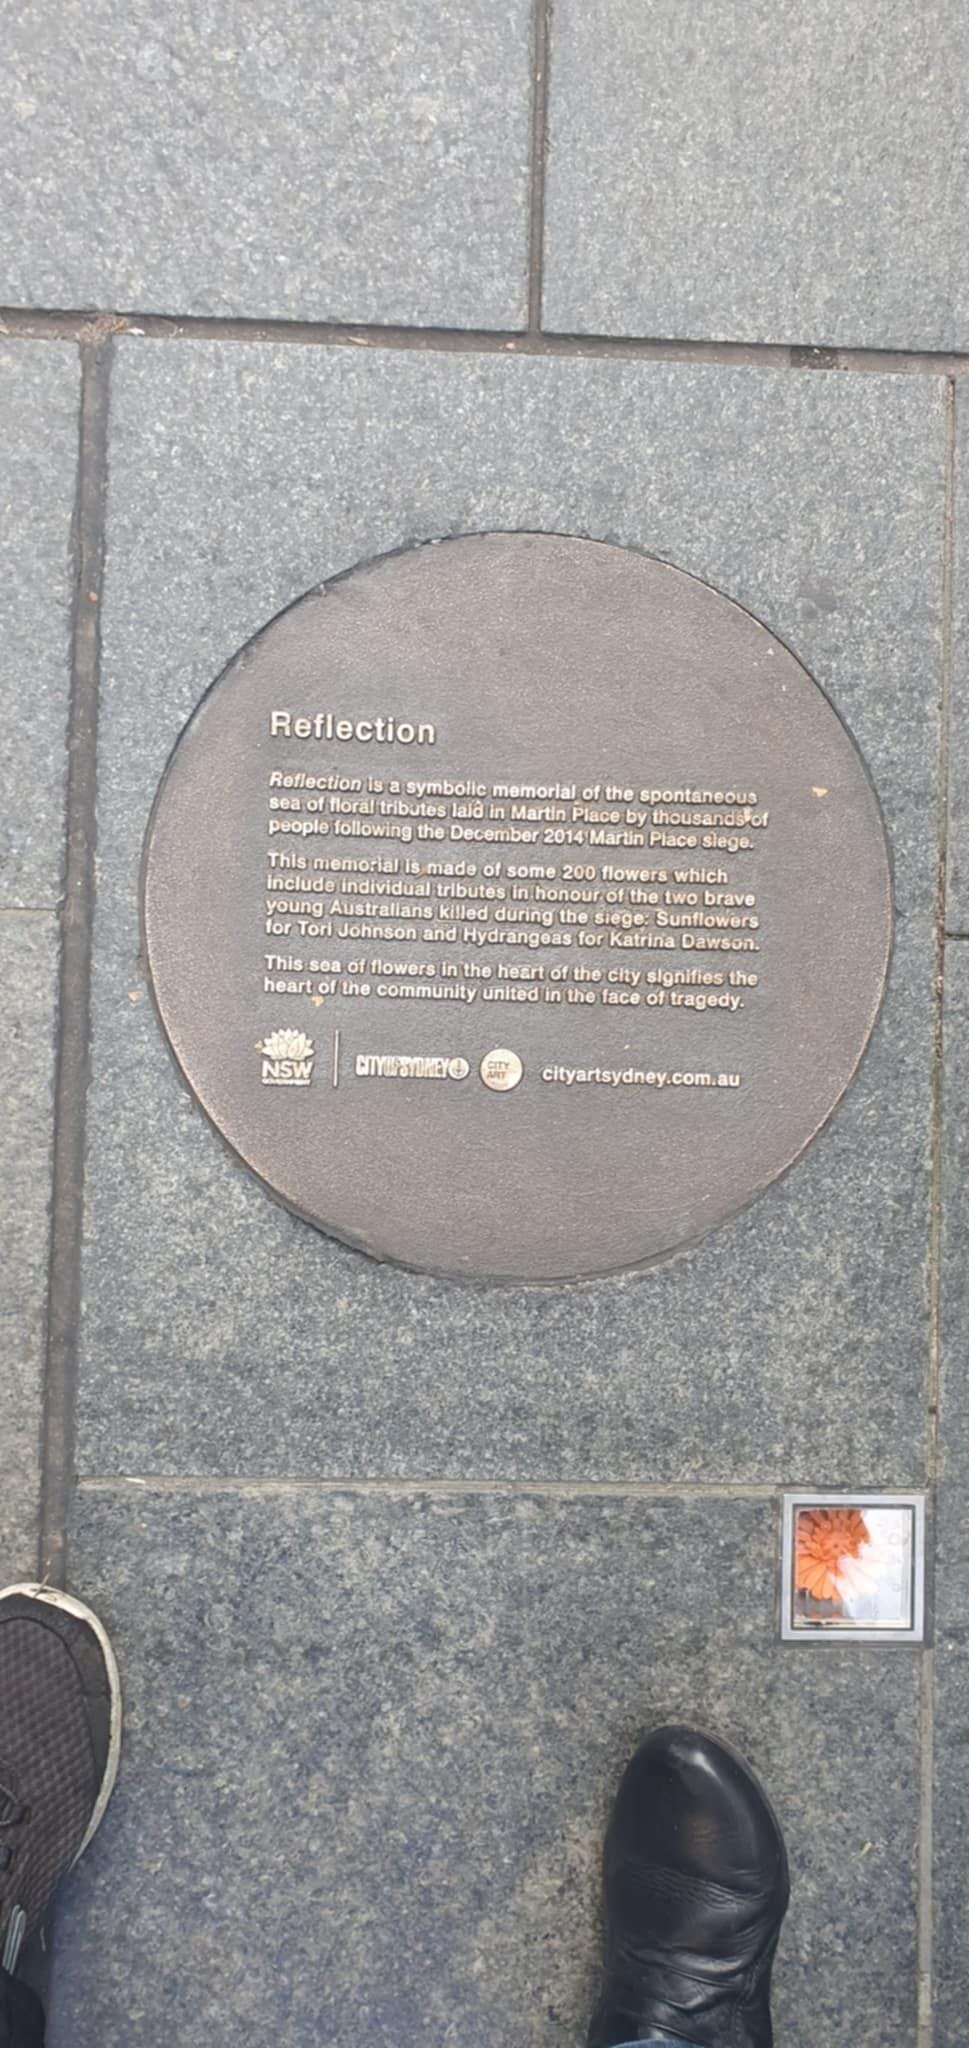 Reflection
Reflection is a symbolic memorial of the spontaneous
sea of floral tributes laid in Martin Place by thousands of
people following the December 2014 Martin Place siege.
This memorial is made of some 200 flowers which
include individual tributes in honour of the two brave
young Australians killed during the siege: Sunflowers
for Tori Johnson and Hydrangeas for Katrina Dawson.
This sea of flowers in the heart of the city signifies the
heart of the community united in the face of tragedy.
NSW
GOVERNMENT
CITYOFSYDNEY
CITY
ART
cityartsydney.com.au